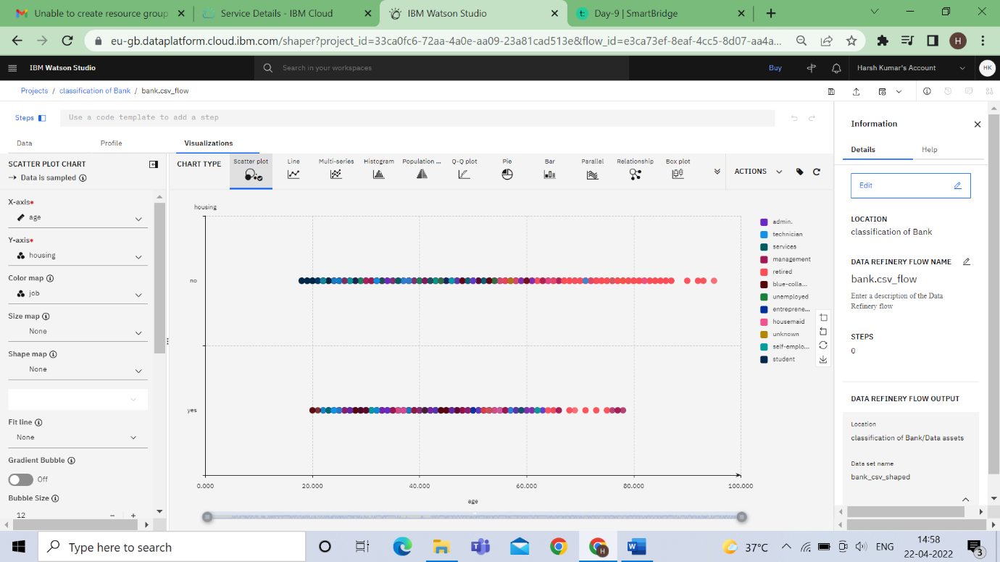 Unable to create resource group
Service Details - IBM Cloud
IBM Watson Studio
Day-9 | SmartBridge
eu-gb.dataplatform.cloud.ibm.com/shaper?project_id=33ca0fc6-72aa-4a0e-aa09-23a81cad513e&flow_id=e3ca73ef-8eaf-4cc5-8d07-aa4a...
H
IBM Watson Studio
Search in your workspaces
Buy
Harsh Kumar's Account
HK
Projects / classification of Bank / bank.csv_flow
Steps
Use a code template to add a step
Data
Profile
Visualizations
SCATTER PLOT CHART
Data is sampled
X-axis*
age
Y-axis*
housing
Color map
job
Size map
None
Shape map
None
Fit line
None
Gradient Bubble
Off
Bubble Size
12 - +
CHART TYPE
Scatter plot
Line
Multi-series
Histogram
Population ...
Q-Q plot
Pie
Bar
Parallel
Relationship
Box plot
ACTIONS
housing
no
yes
0.000 20.000 40.000 60.000 80.000 100.000
age
admin.
technician
services
management
retired
blue-colla...
unemployed
entreprene...
housemaid
unknown
self-emplo...
student
Information
Details
Help
Edit
LOCATION
classification of Bank
DATA REFINERY FLOW NAME
bank.csv_flow
Enter a description of the Data
Refinery flow
STEPS
0
DATA REFINERY FLOW OUTPUT
Location
classification of Bank/Data assets
Data set name
bank_csv_shaped
Type here to search
H
37°C
ENG
14:58
22-04-2022
3